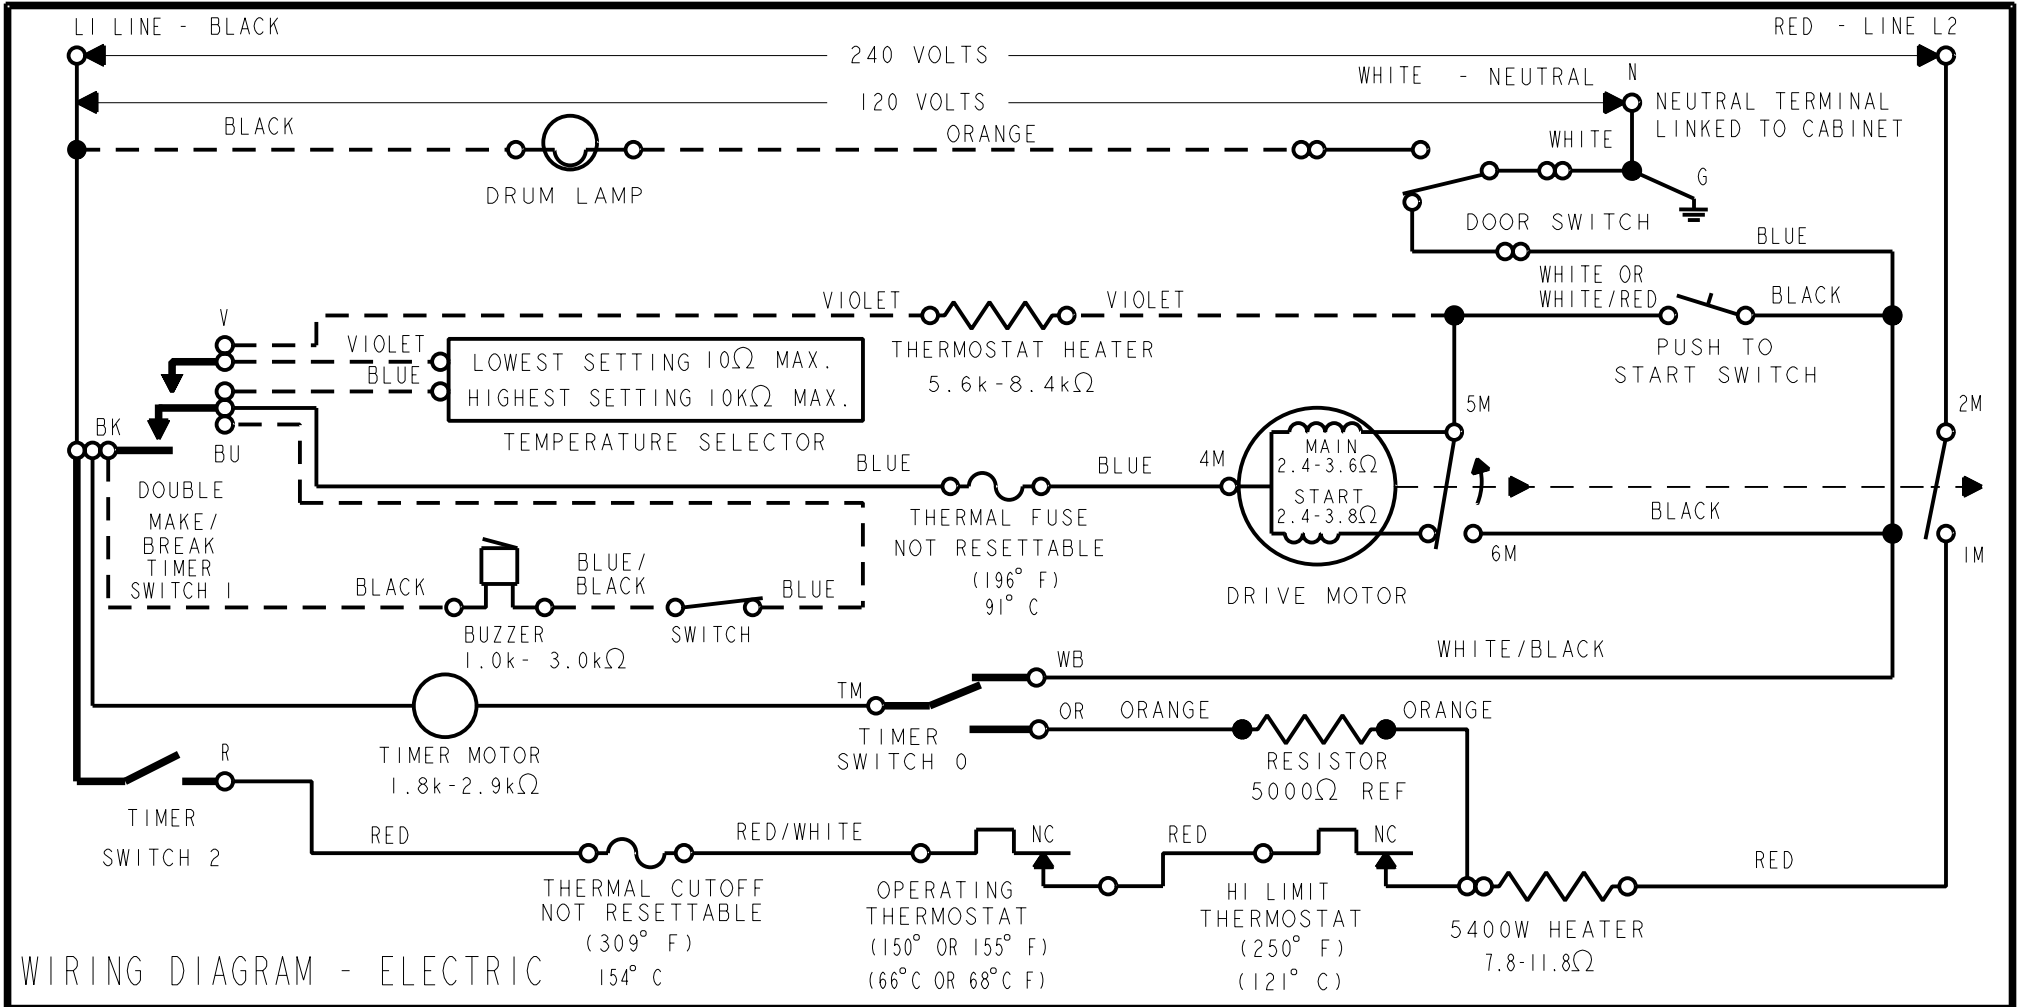 LI LINE - BLACK
RED - LINE L2
240 VOLTS
WHITE - NEUTRAL N
120 VOLTS
NEUTRAL TERMINAL
LINKED TO CABINET
BLACK
ORANGE
WHITE
DRUM LAMP
G
DOOR SWITCH
BLUE
WHITE OR
WHITE/RED
BLACK
VIOLET
VIOLET
V
VIOLET
BLUE
LOWEST SETTING 10Ω MAX.
HIGHEST SETTING 10KΩ MAX.
TEMPERATURE SELECTOR
THERMOSTAT HEATER
5.6k-8.4kΩ
PUSH TO
START SWITCH
5M
2M
BK
BU
DOUBLE
MAKE/
BREAK
TIMER
SWITCH 1
BLUE
BLUE
4M
MAIN
2.4-3.6Ω
START
2.4-3.8Ω
BLACK
6M
1M
DRIVE MOTOR
THERMAL FUSE
NOT RESETTABLE
(196° F)
91° C
BLACK
BLUE/
BLACK
BLUE
BUZZER
1.0k- 3.0kΩ
SWITCH
WB
WHITE/BLACK
TM
OR
ORANGE
ORANGE
TIMER
SWITCH 0
RESISTOR
5000Ω REF
TIMER MOTOR
1.8k-2.9kΩ
R
TIMER
SWITCH 2
RED
RED/WHITE
NC
RED
NC
RED
THERMAL CUTOFF
NOT RESETTABLE
(309° F)
154° C
OPERATING
THERMOSTAT
(150° OR 155° F)
(66°C OR 68°C F)
HI LIMIT
THERMOSTAT
(250° F)
(121° C)
5400W HEATER
7.8-11.8Ω
WIRING DIAGRAM - ELECTRIC